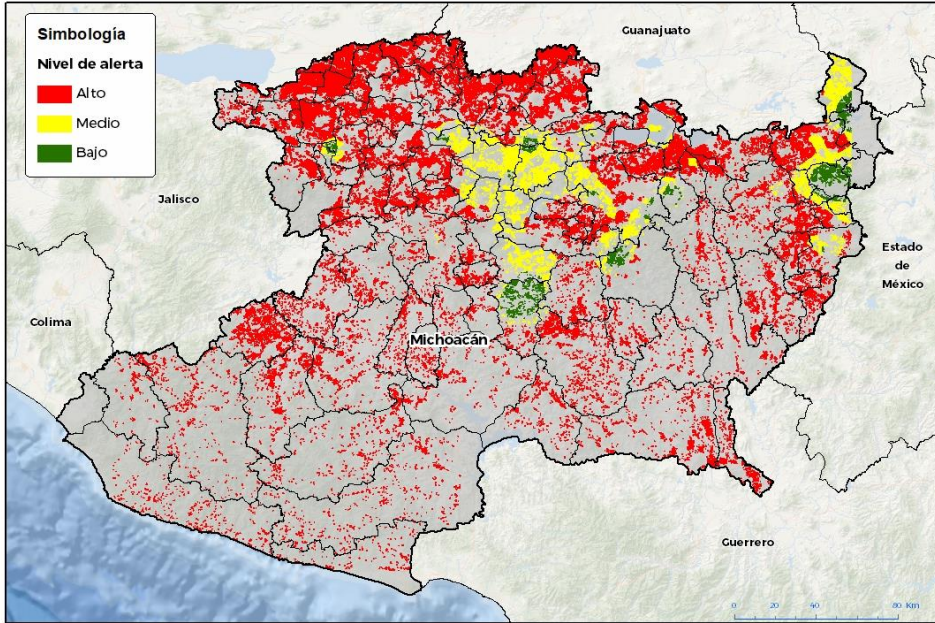 Simbología
Nivel de alerta
Alto
Medio
Bajo
Guanajuato
Jalisco
Estado
de
México
Colima
Michoacán
Guerrero
0 20 40 80 Km